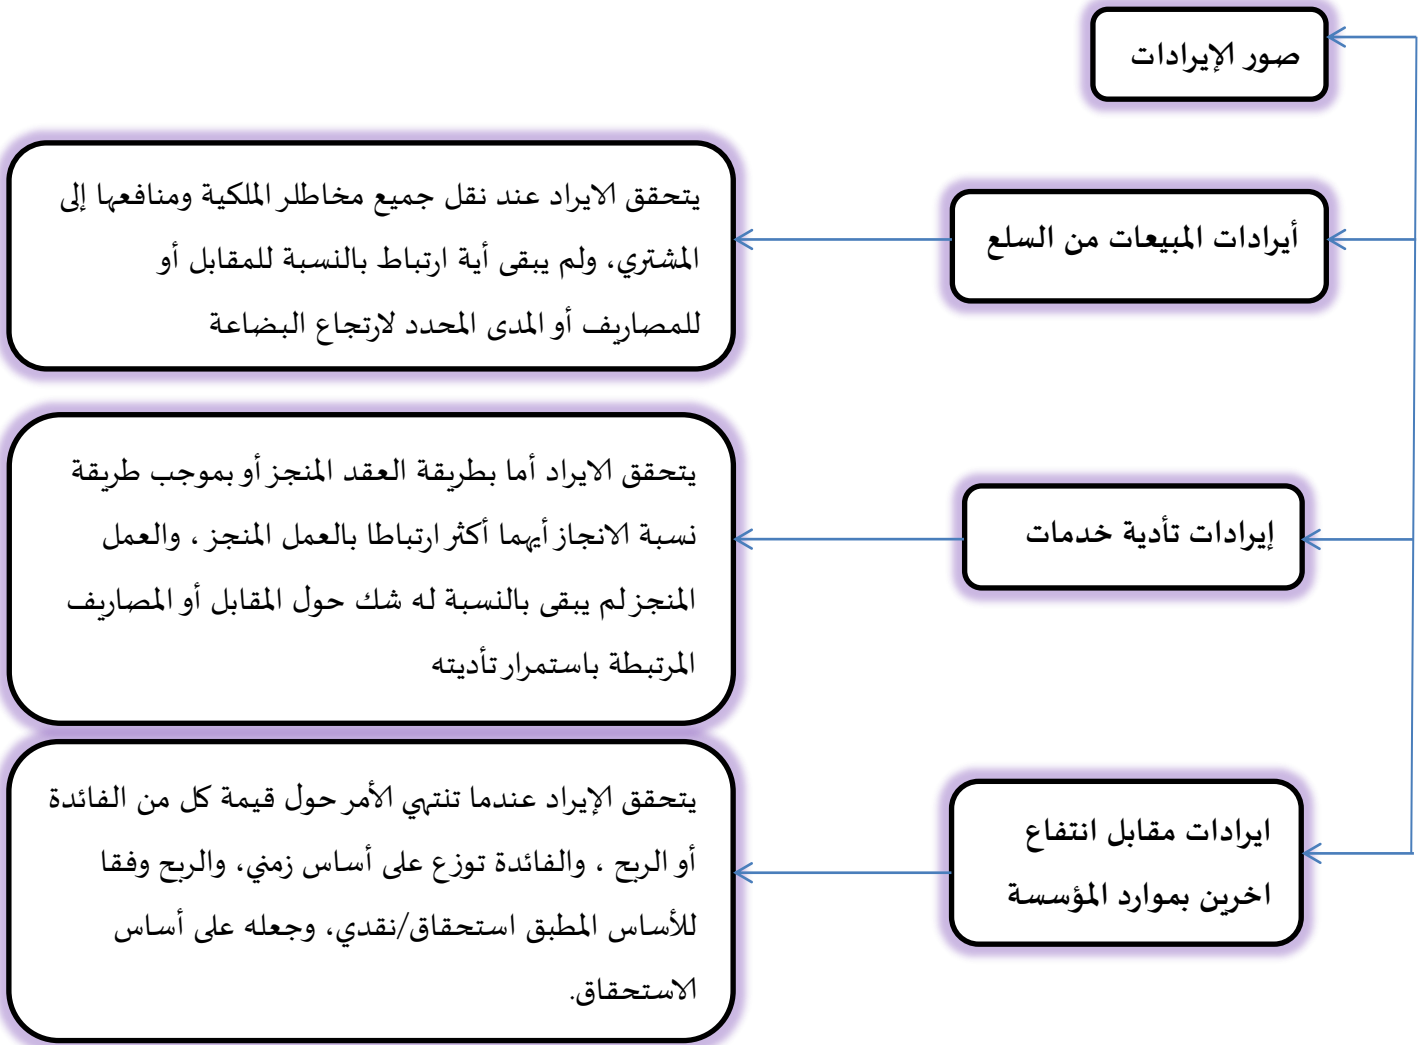 صور الإيرادات
أيرادات المبيعات من السلع
يتحقق الايراد عند نقل جميع مخاطلر الملكية ومنافعها إلى
المشتري، ولم يبقى أية ارتباط بالنسبة للمقابل أو
للمصاريف أو المدى المحدد لارتجاع البضاعة
إيرادات تأدية خدمات
يتحقق الايراد أما بطريقة العقد المنجز أو بموجب طريقة
نسبة الانجاز أيهما أكثر ارتباطا بالعمل المنجز ، والعمل
المنجز لم يبقى بالنسبة له شك حول المقابل أو المصاريف
المرتبطة باستمرار تأديته
ايرادات مقابل انتفاع
اخرين بموارد المؤسسة
يتحقق الإيراد عندما تنتهي الأمر حول قيمة كل من الفائدة
أو الربح ، والفائدة توزع على أساس زمني، والربح وفقا
للأساس المطبق استحقاق/نقدي، وجعله على أساس
الاستحقاق.